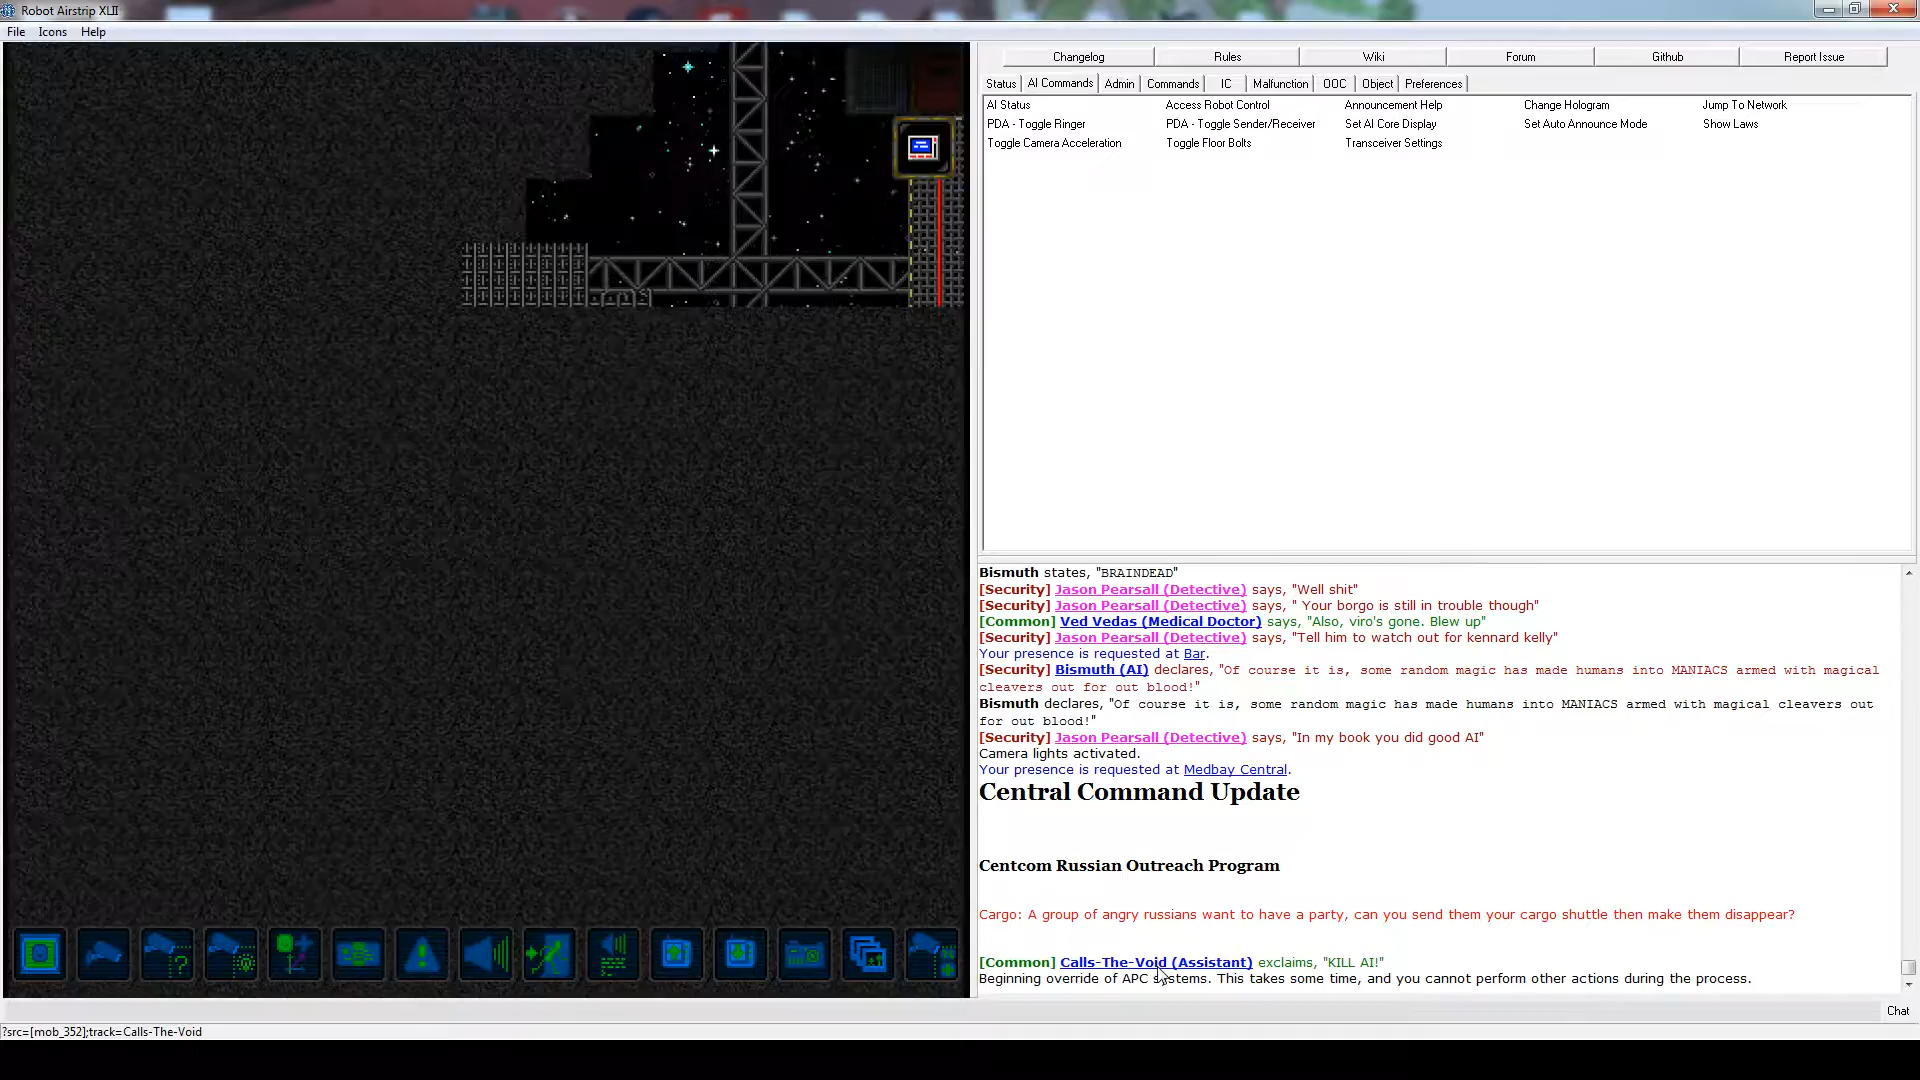 Robot Airstrip XLII
File Icons Help
Changelog Rules Wiki Forum Github Report Issue
Status AI Commands Admin Commands IC Malfunction OOC Object Preferences
AI Status Access Robot Control Announcement Help Change Hologram Jump To Network
PDA - Toggle Ringer PDA - Toggle Sender/Receiver Set AI Core Display Set Auto Announce Mode Show Laws
Toggle Camera Acceleration Toggle Floor Bolts Transceiver Settings
Bismuth states, "BRAINDEAD"
[Security] Jason Pearsall (Detective) says, "Well shit"
[Security] Jason Pearsall (Detective) says, " Your borgo is still in trouble though"
[Common] Ved Vedas (Medical Doctor) says, "Also, viro's gone. Blew up"
[Security] Jason Pearsall (Detective) says, "Tell him to watch out for kennard kelly"
Your presence is requested at Bar.
[Security] Bismuth (AI) declares, "Of course it is, some random magic has made humans into MANIACS armed with magical
cleavers out for out blood!"
Bismuth declares, "Of course it is, some random magic has made humans into MANIACS armed with magical cleavers out
for out blood!"
[Security] Jason Pearsall (Detective) says, "In my book you did good AI"
Camera lights activated.
Your presence is requested at Medbay Central.
Central Command Update
Centcom Russian Outreach Program
Cargo: A group of angry russians want to have a party, can you send them your cargo shuttle then make them disappear?
[Common] Calls-The-Void (Assistant) exclaims, "KILL AI!"
Beginning override of APC systems. This takes some time, and you cannot perform other actions during the process.
Chat
?src=[mob_352];track=Calls-The-Void